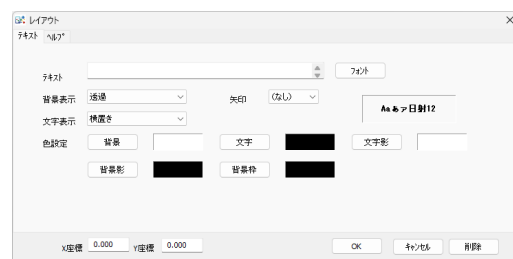 レイアウト
テキスト ヘルプ
テキスト フォント
背景表示 透過 矢印 (なし) Aaあァ日射12
文字表示 横置き
色設定 背景 文字 文字影
背景影 背景枠
X座標 0.000 Y座標 0.000 OK キャンセル 削除